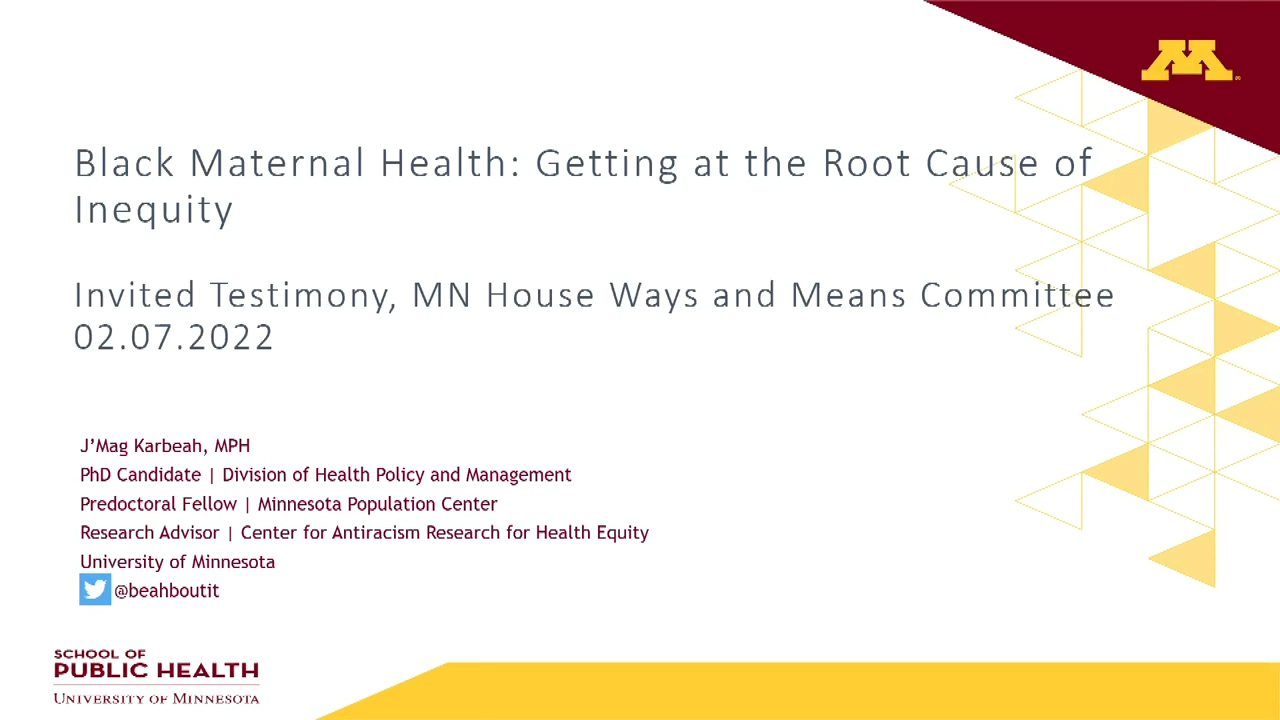 Black Maternal Health: Getting at the Root Cause of
Inequity
Invited Testimony, MN House Ways and Means Committee
02.07.2022
J’Mag Karbeah, MPH
PhD Candidate | Division of Health Policy and Management
Predoctoral Fellow | Minnesota Population Center
Research Advisor | Center for Antiracism Research for Health Equity
University of Minnesota
@beahboutit
SCHOOL OF
PUBLIC HEALTH
UNIVERSITY OF MINNESOTA
M